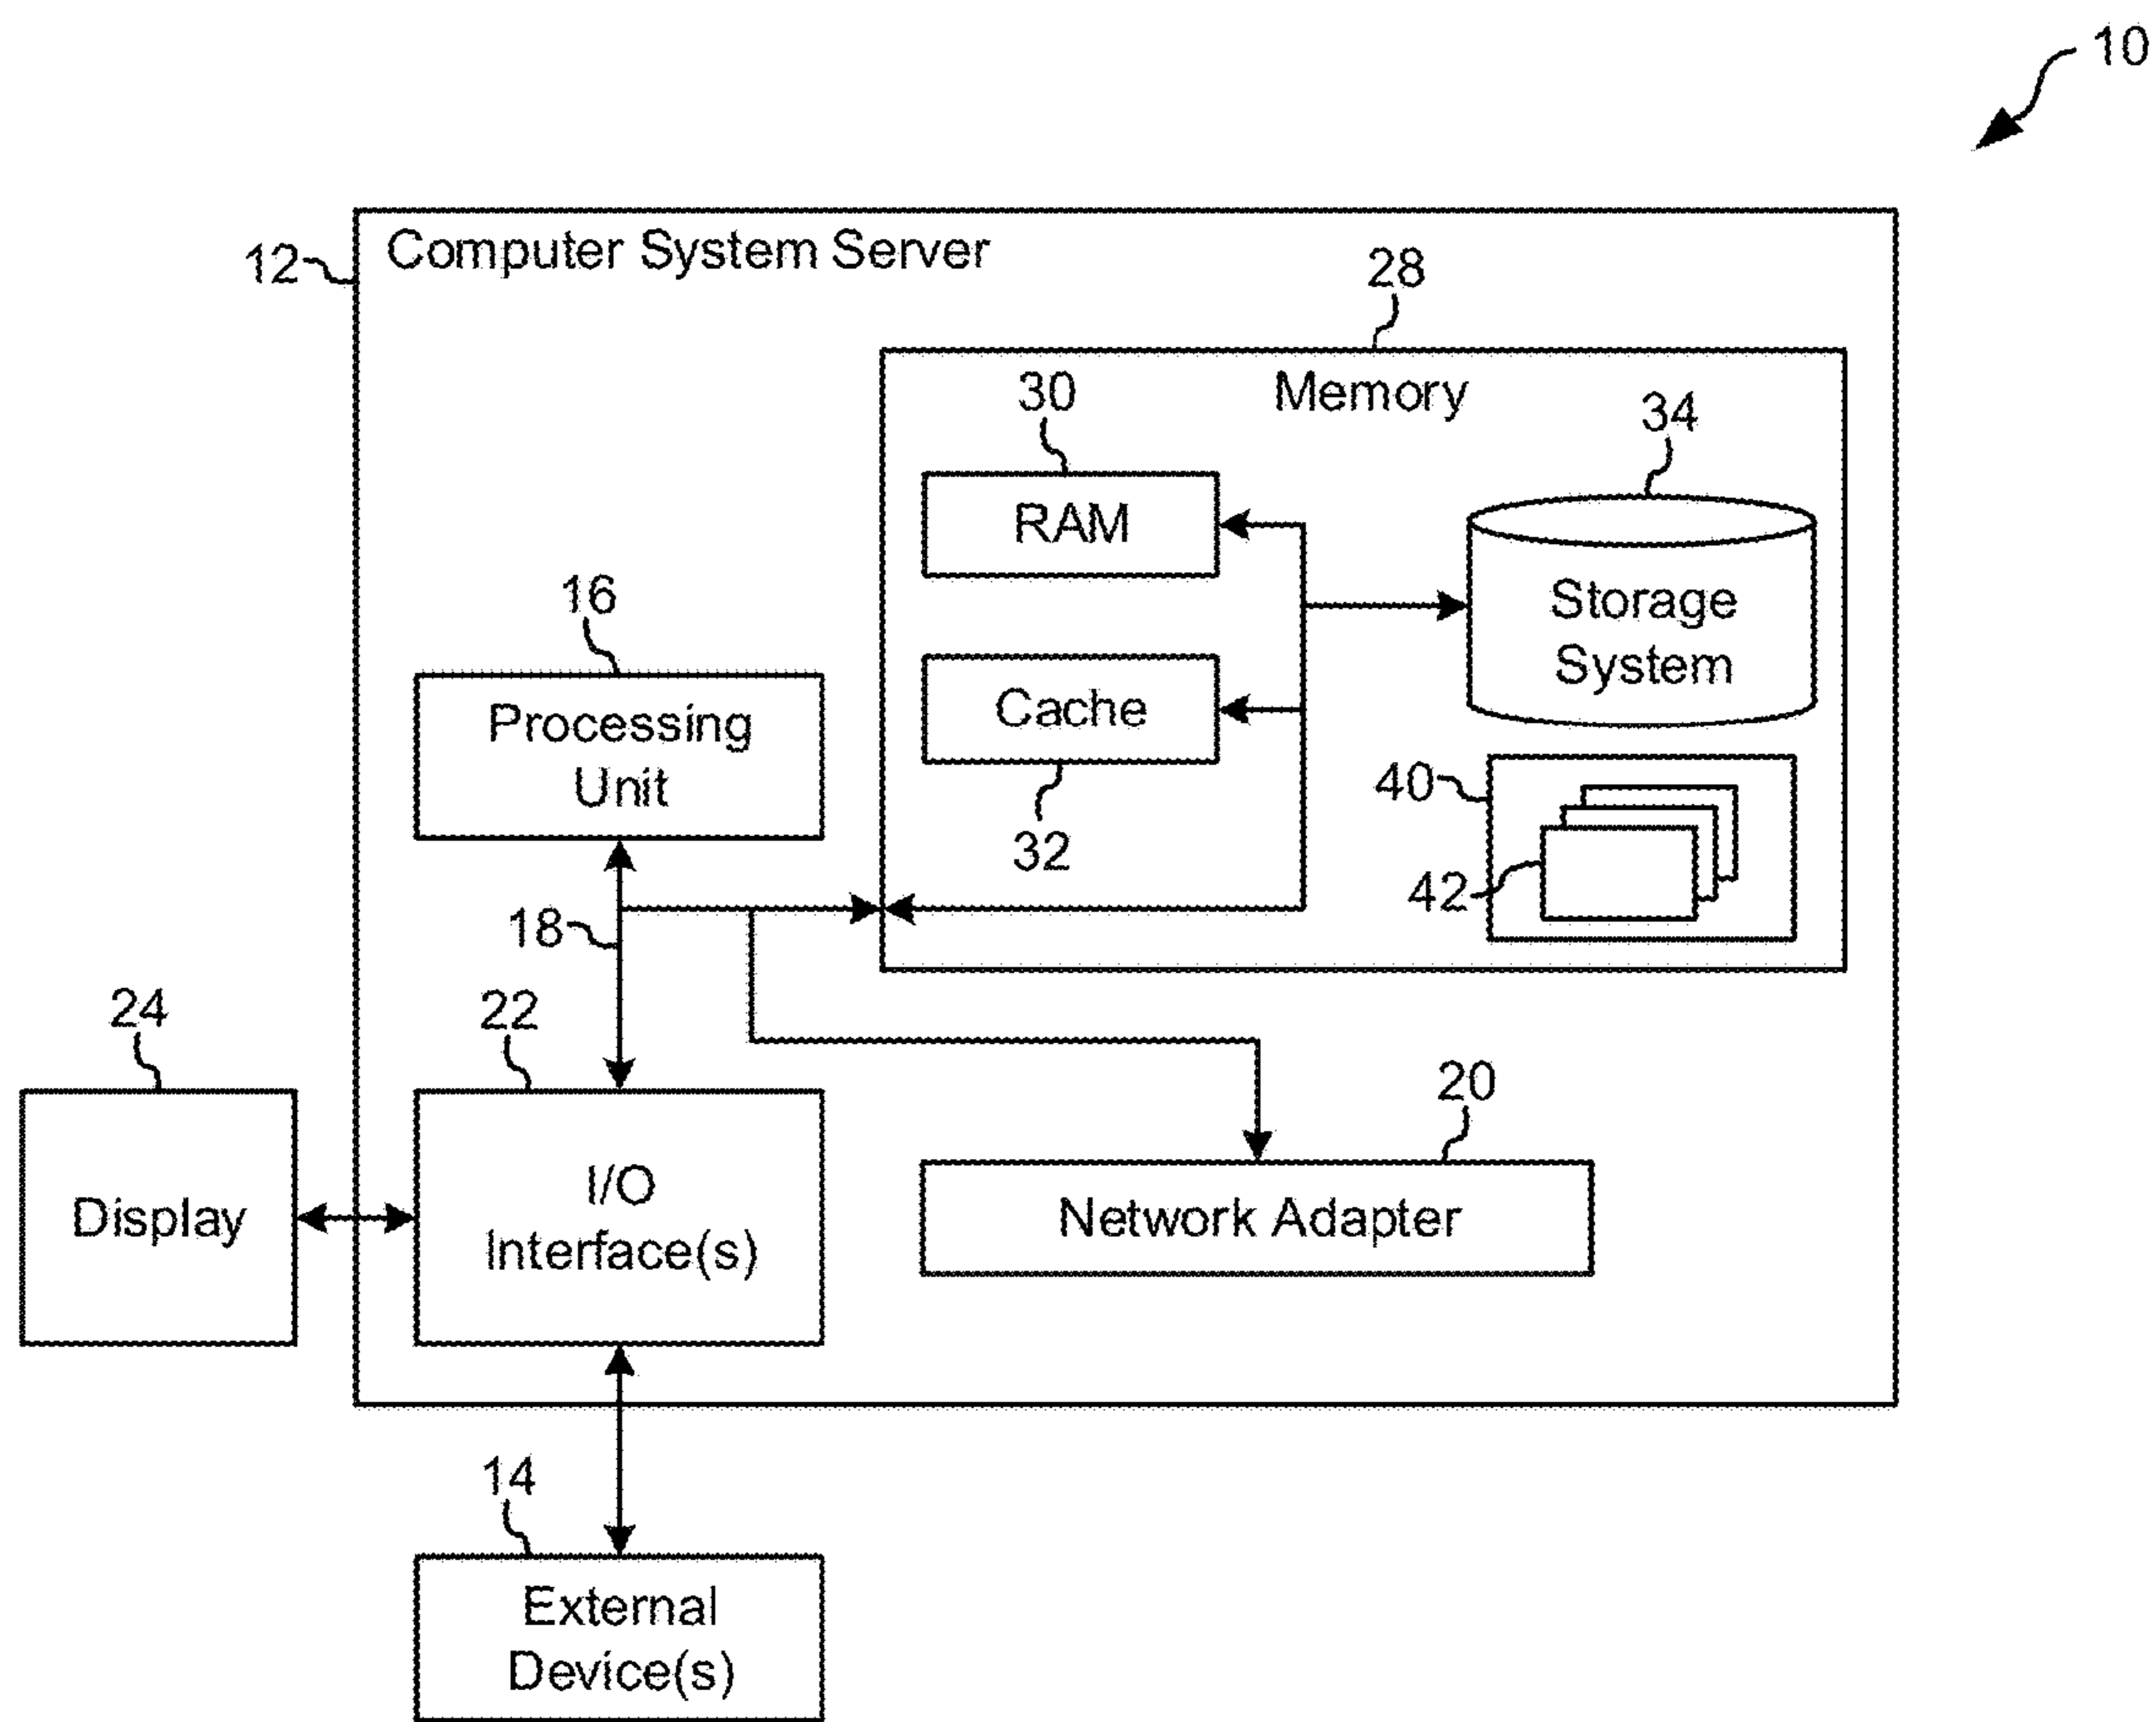 10
12
Computer System Server
28
Memory
30
RAM
34
Storage
System
16
Processing
Unit
Cache
32
40
42
18
24
Display
22
I/O
Interface(s)
20
Network Adapter
14
External
Device(s)